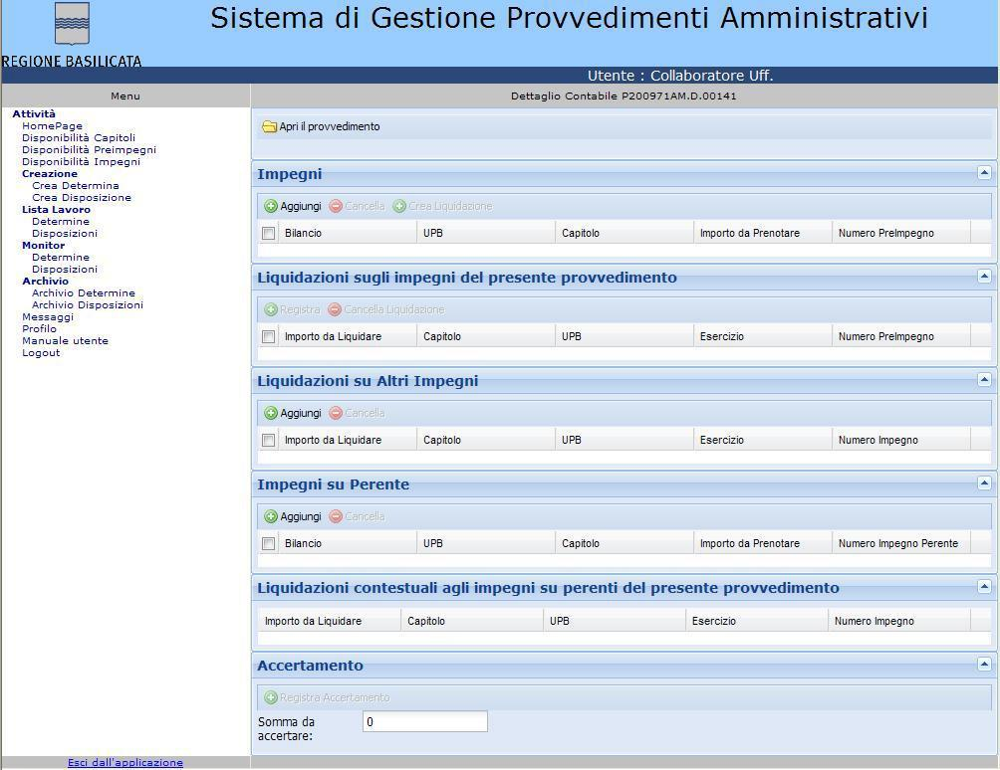 Sistema di Gestione Provvedimenti Amministrativi
REGIONE BASILICATA
Utente : Collaboratore Uff.
Menu
Dettaglio Contabile P200971AM.D.00141
Attività
HomePage
Disponibilità Capitoli
Disponibilità Preimpegni
Disponibilità Impegni
Creazione
Crea Determina
Crea Disposizione
Lista Lavoro
Determine
Disposizioni
Monitor
Determine
Disposizioni
Archivio
Archivio Determine
Archivio Disposizioni
Messaggi
Profilo
Manuale utente
Logout
Apri il provvedimento
Impegni
Aggiungi Cancella Crea Liquidazione
Bilancio UPB Capitolo Importo da Prenotare Numero PreImpegno
Liquidazioni sugli impegni del presente provvedimento
Registra Cancella Liquidazione
Importo da Liquidare Capitolo UPB Esercizio Numero PreImpegno
Liquidazioni su Altri Impegni
Aggiungi Cancella
Importo da Liquidare Capitolo UPB Esercizio Numero Impegno
Impegni su Perente
Aggiungi Cancella
Bilancio UPB Capitolo Importo da Prenotare Numero Impegno Perente
Liquidazioni contestuali agli impegni su perenti del presente provvedimento
Importo da Liquidare Capitolo UPB Esercizio Numero Impegno
Accertamento
Registra Accertamento
Somma da
accertare:
0
Esci dall'applicazione